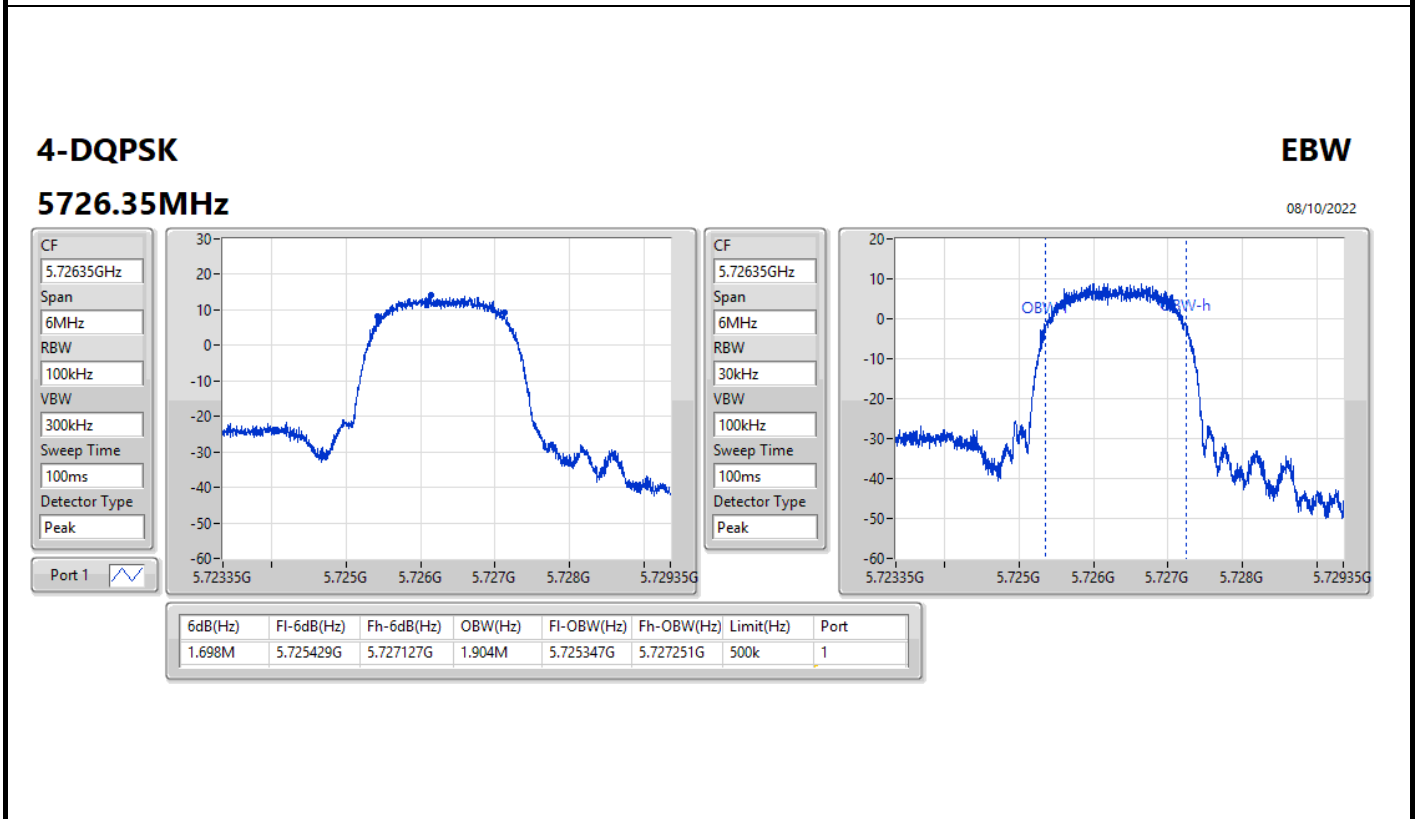 4-DQPSK
EBW
5726.35MHz
08/10/2022
CF
5.72635GHz
Span
6MHz
RBW
100kHz
VBW
300kHz
Sweep Time
100ms
Detector Type
Peak
Port 1
30
20
10
0
-10
-20
-30
-40
-50
-60
5.72335G 5.725G 5.726G 5.727G 5.728G 5.72935G
CF
5.72635GHz
Span
6MHz
RBW
30kHz
VBW
100kHz
Sweep Time
100ms
Detector Type
Peak
20
10
0
-10
-20
-30
-40
-50
-60
5.72335G 5.725G 5.726G 5.727G 5.728G 5.72935G
6dB(Hz) Fl-6dB(Hz) Fh-6dB(Hz) OBW(Hz) Fl-OBW(Hz) Fh-OBW(Hz) Limit(Hz) Port
1.698M 5.725429G 5.727127G 1.904M 5.725347G 5.727251G 500k 1